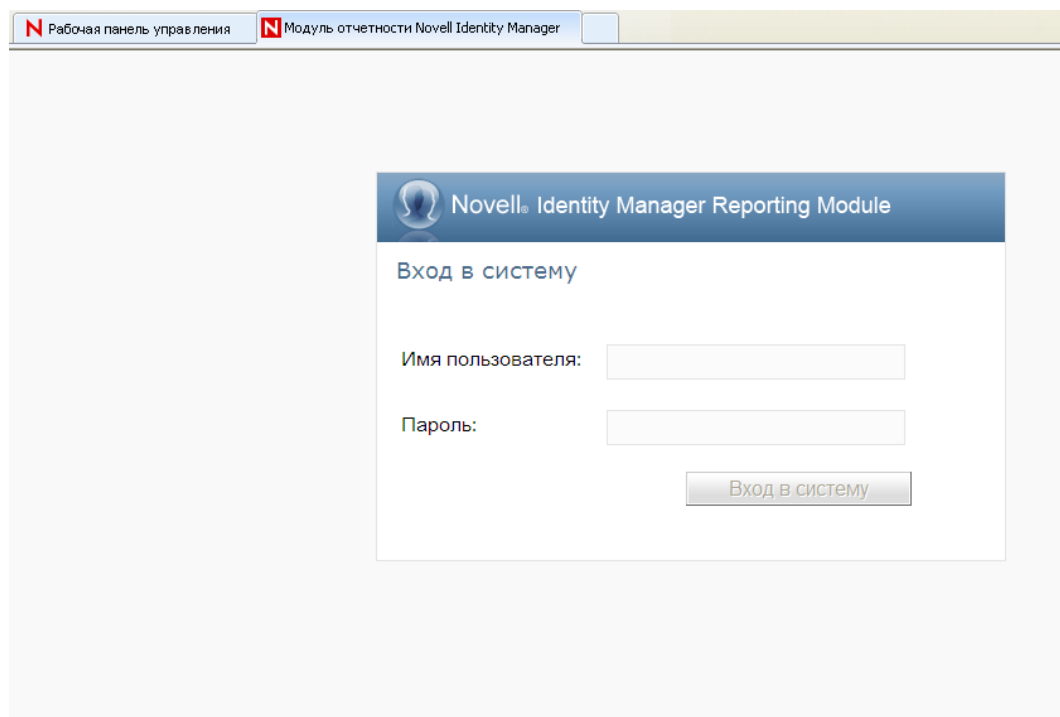 Рабочая панель управления
Модуль отчетности Novell Identity Manager
Novell® Identity Manager Reporting Module
Вход в систему
Имя пользователя:
Пароль:
Вход в систему